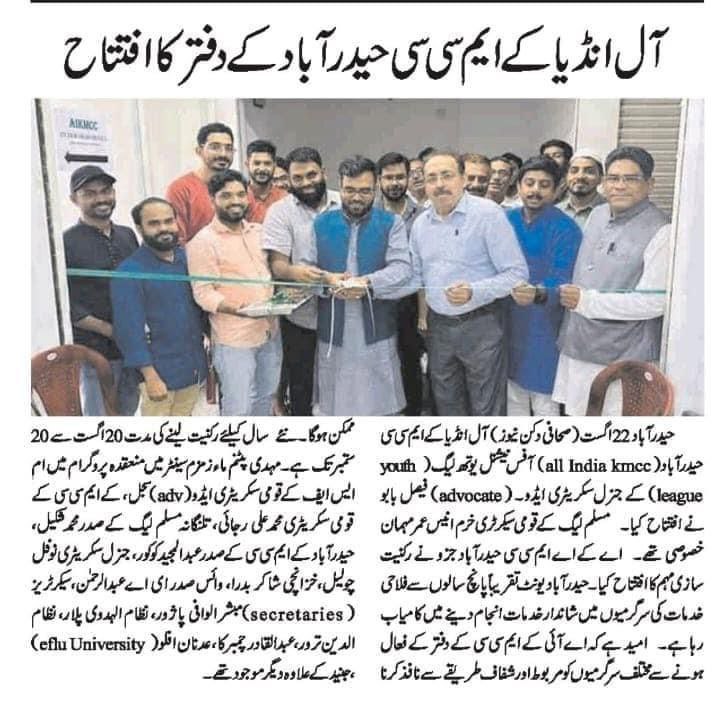 آل انڈیا کے ایم سی سی حیدرآباد کے دفتر کا افتتاح
AIKMCC
حیدرآباد 22 اگست (صحافی دکن نیوز) آل انڈیا کے ایم سی سی
حیدرآباد (all India kmcc) آفس نیشنل یوتھ لیگ (youth
league) کے جنرل سکریٹری ایڈو۔ (advocate) فیصل بابو
نے افتتاح کیا۔ مسلم لیگ کے قومی سیکرٹری خرم انیس عمر مہمان
خصوصی تھے۔ اے کے اے ایم سی سی حیدرآباد جزو نے رکنیت
سازی مہم کا افتتاح کیا۔ حیدرآباد یونٹ تقریباً پانچ سالوں سے فلاحی
خدمات کی سرگرمیوں میں شاندار خدمات انجام دینے میں کامیاب
رہا ہے۔ امید ہے کہ اے آئی کے ایم سی سی کے دفتر کے فعال
ہونے سے مختلف سرگرمیوں کو مربوط اور شفاف طریقے سے نافذ کرنا
ممکن ہوگا۔ نئے سال کیلئے رکنیت لینے کی مدت 20 اگست سے 20
ستمبر تک ہے۔ مہدی پٹنم ماء زمزم سینٹر میں منعقدہ پروگرام میں ام
ایس ایف کے قومی سکریٹری ایڈو (adv) سجل، کے ایم سی سی کے
قومی سکریٹری محمد علی رجائی، تلنگانہ مسلم لیگ کے صدر محمد شکیل،
حیدرآباد کے ایم سی سی کے صدر عبدالمجید کوکور، جنرل سکریٹری نوفل
چولیل، خزانچی شاکر بدرا، وائس صدر ای اے عبدالرحمٰن، سیکرٹریز
(secretaries) مبشر الوافی پاژور، نظام الہدوی پلار، نظام
الدین ترور، عبدالقادر چمبرکا، عدنان افلو (eflu University)
، جنید کے علاوہ دیگر موجود تھے۔